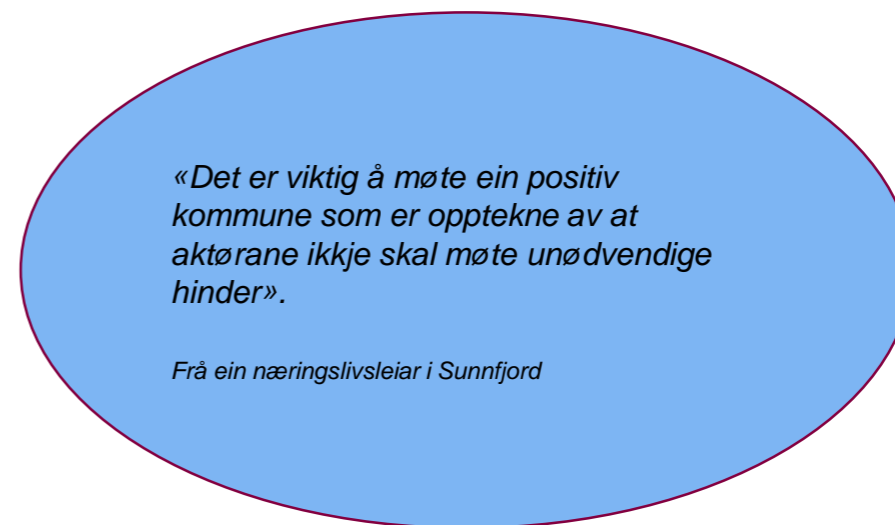 «Det er viktig å møte ein positiv
kommune som er opptekne av at
aktørane ikkje skal møte unødvendige
hinder».
Frå ein næringslivsleiar i Sunnfjord